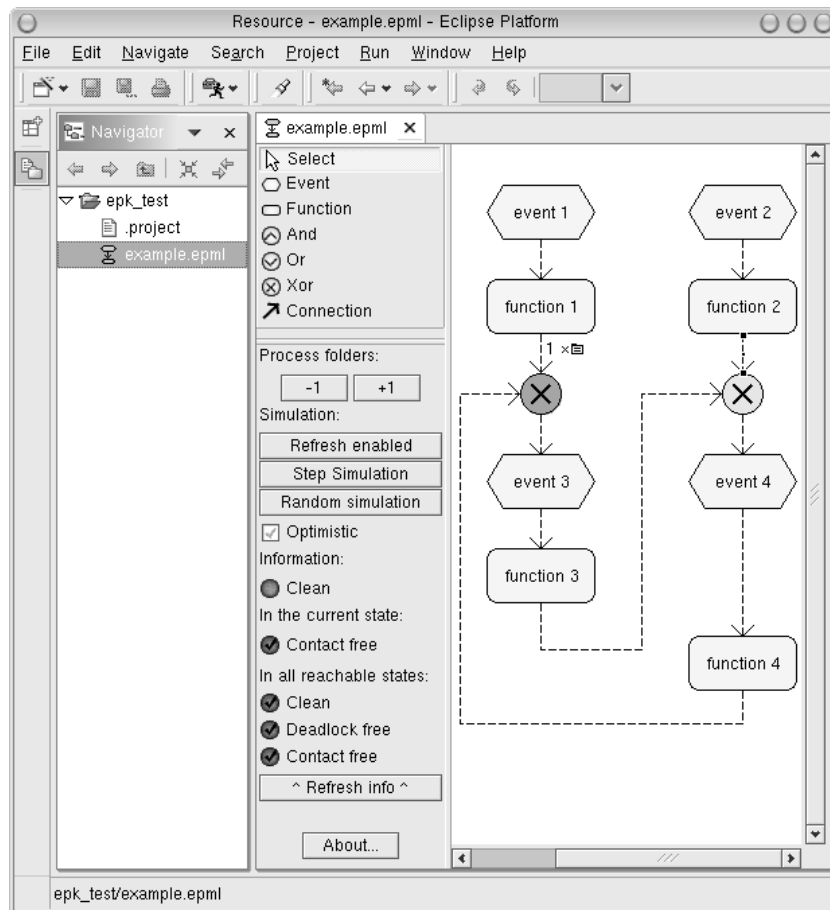 Resource - example.epml - Eclipse Platform
File Edit Navigate Search Project Run Window Help
Navigator
epk_test
.project
example.epml
example.epml
Select
Event
Function
And
Or
Xor
Connection
Process folders:
-1 +1
Simulation:
Refresh enabled
Step Simulation
Random simulation
Optimistic
Information:
Clean
In the current state:
Contact free
In all reachable states:
Clean
Deadlock free
Contact free
^ Refresh info ^
About...
event 1
event 2
function 1
function 2
1 ×
event 3
event 4
function 3
function 4
epk_test/example.epml